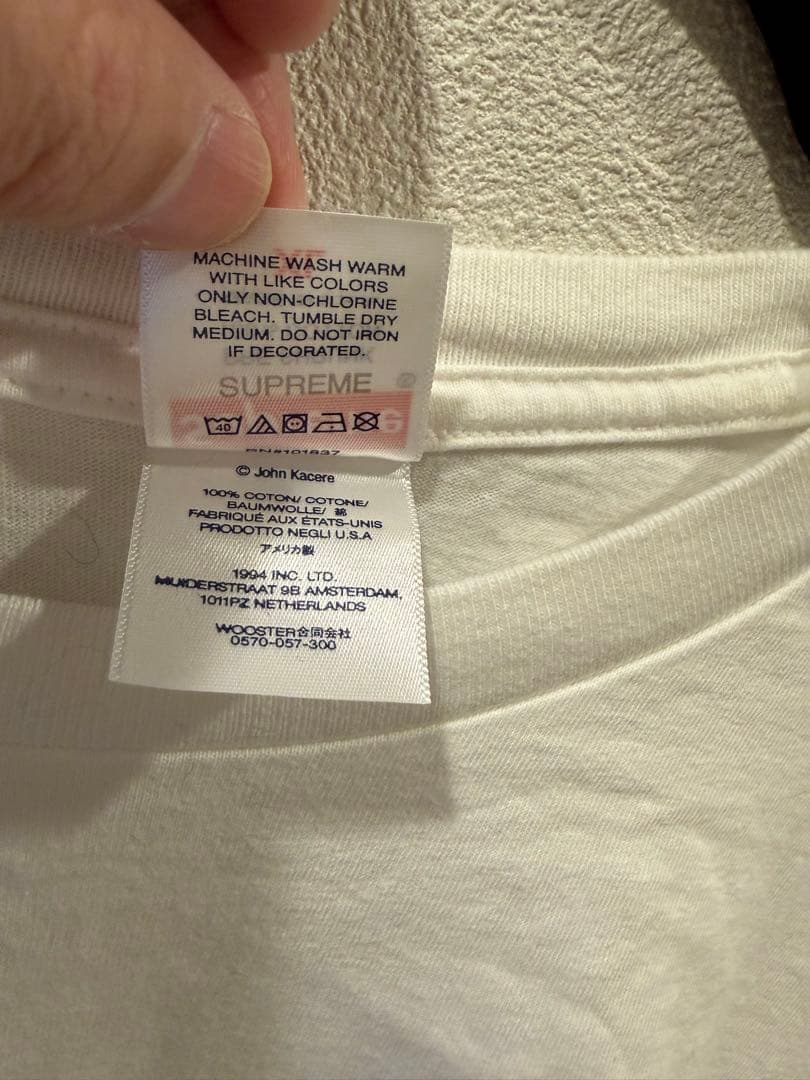 MACHINE WASH WARM
WITH LIKE COLORS
ONLY NON-CHLORINE
BLEACH. TUMBLE DRY
MEDIUM. DO NOT IRON
IF DECORATED.
SUPREME ®
40
RN#101837
© John Kacere
100% COTON/ COTONE/
BAUMWOLLE/ 綿
FABRIQUÉ AUX ÉTATS-UNIS
PRODOTTO NEGLI U.S.A
アメリカ製
1994 INC. LTD.
MUIDERSTRAAT 9B AMSTERDAM,
1011PZ NETHERLANDS
WOOSTER合同会社
0570-057-300